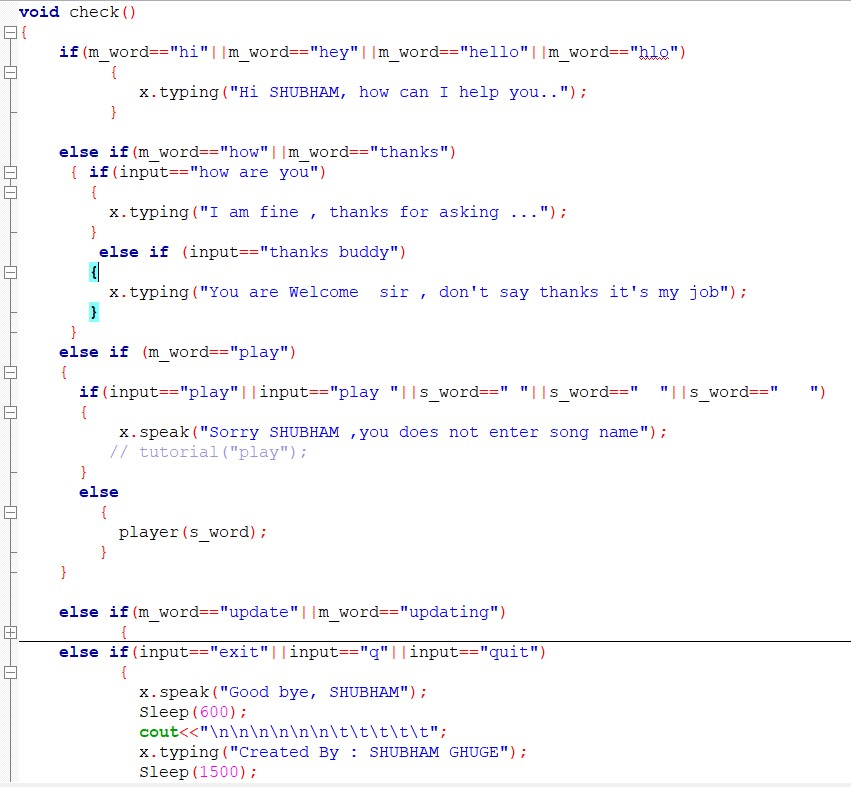 void check()
{
if(m_word=="hi"||m_word=="hey"||m_word=="hello"||m_word=="hlo")
{
x.typing("Hi SHUBHAM, how can I help you..");
}
else if(m_word=="how"||m_word=="thanks")
{ if(input=="how are you")
{
x.typing("I am fine , thanks for asking ...");
}
else if (input=="thanks buddy")
{
x.typing("You are Welcome  sir , don't say thanks it's my job");
}
}
else if (m_word=="play")
{
if(input=="play"||input=="play "||s_word==" "||s_word=="  "||s_word=="   ")
{
x.speak("Sorry SHUBHAM ,you does not enter song name");
// tutorial("play");
}
else
{
player(s_word);
}
}
else if(m_word=="update"||m_word=="updating")
{
else if(input=="exit"||input=="q"||input=="quit")
{
x.speak("Good bye, SHUBHAM");
Sleep(600);
cout<<"\n\n\n\n\n\n\t\t\t\t\t";
x.typing("Created By : SHUBHAM GHUGE");
Sleep(1500);